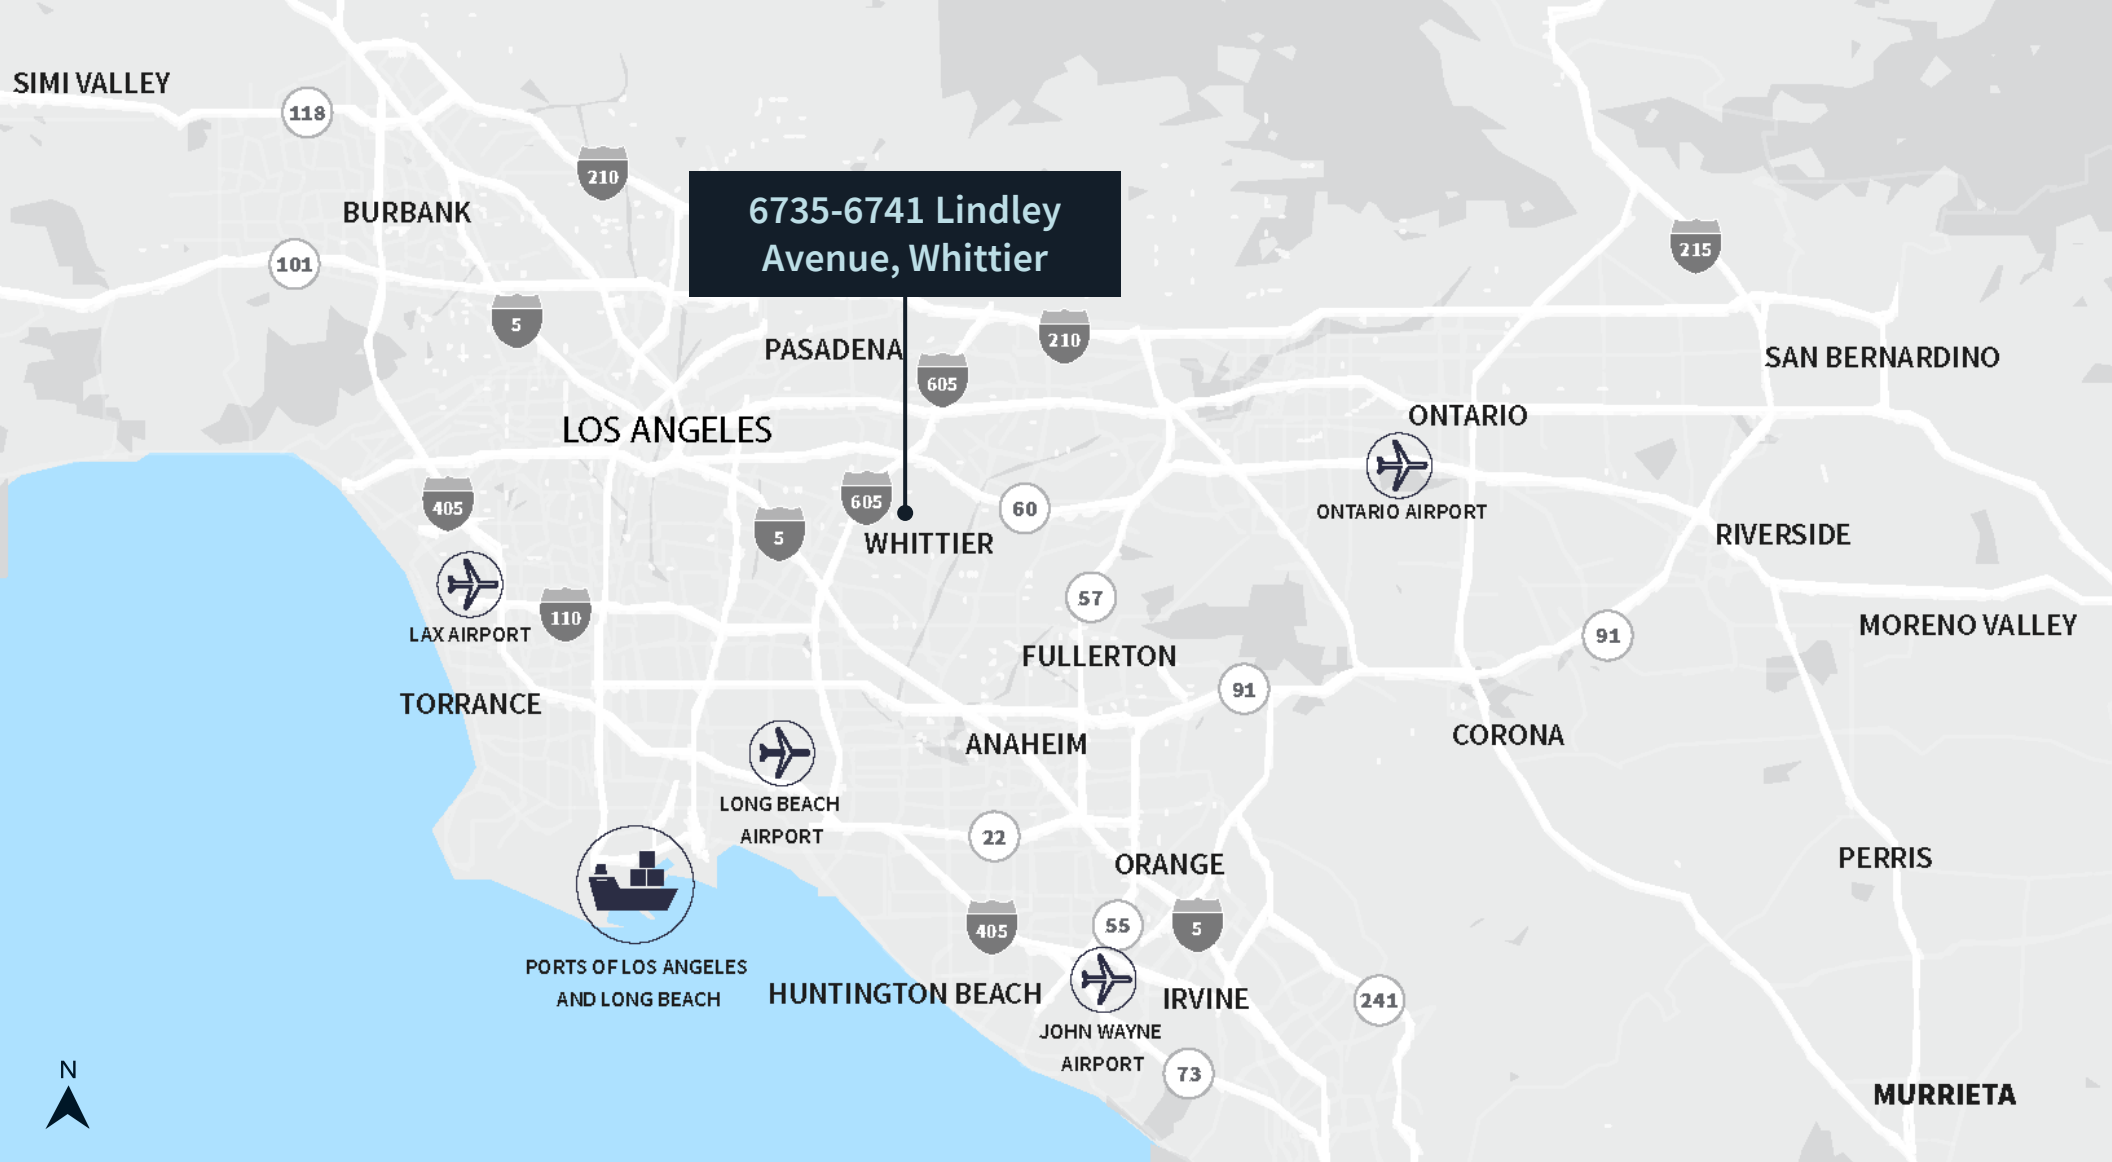 SIMI VALLEY
118
210
6735-6741 Lindley
Avenue, Whittier
BURBANK
215
101
5
PASADENA
210
605
SAN BERNARDINO
LOS ANGELES
ONTARIO
405
605
60
ONTARIO AIRPORT
5
WHITTIER
RIVERSIDE
57
110
LAX AIRPORT
MORENO VALLEY
91
FULLERTON
91
TORRANCE
ANAHEIM
CORONA
LONG BEACH
AIRPORT
22
ORANGE
PERRIS
405
55
5
PORTS OF LOS ANGELES
AND LONG BEACH
HUNTINGTON BEACH
IRVINE
241
JOHN WAYNE
AIRPORT
73
N
MURRIETA